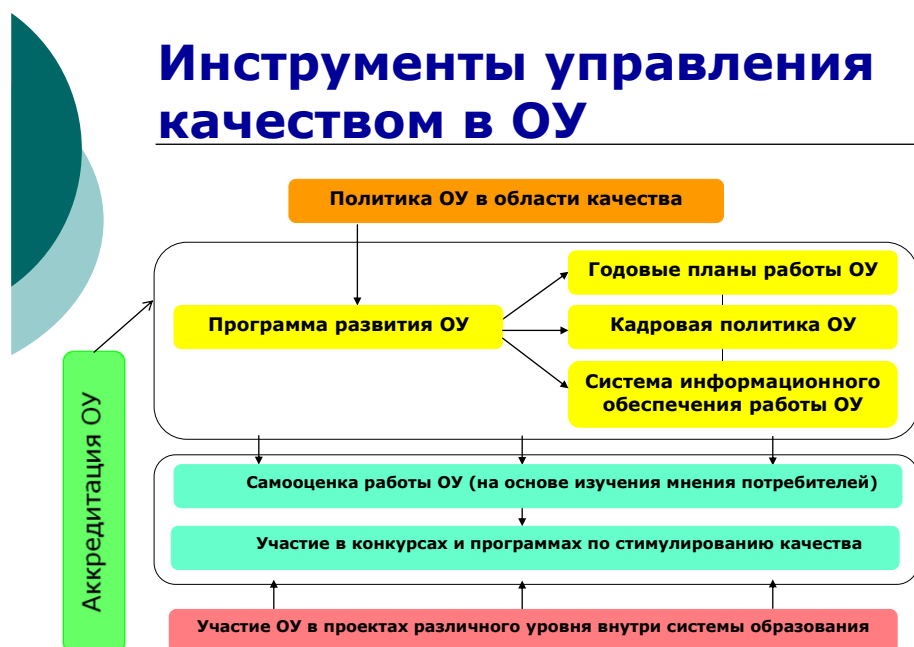 Инструменты управления
качеством в ОУ
Политика ОУ в области качества
Годовые планы работы ОУ
Программа развития ОУ
Кадровая политика ОУ
Система информационного
обеспечения работы ОУ
Аккредитация ОУ
Самооценка работы ОУ (на основе изучения мнения потребителей)
Участие в конкурсах и программах по стимулированию качества
Участие ОУ в проектах различного уровня внутри системы образования